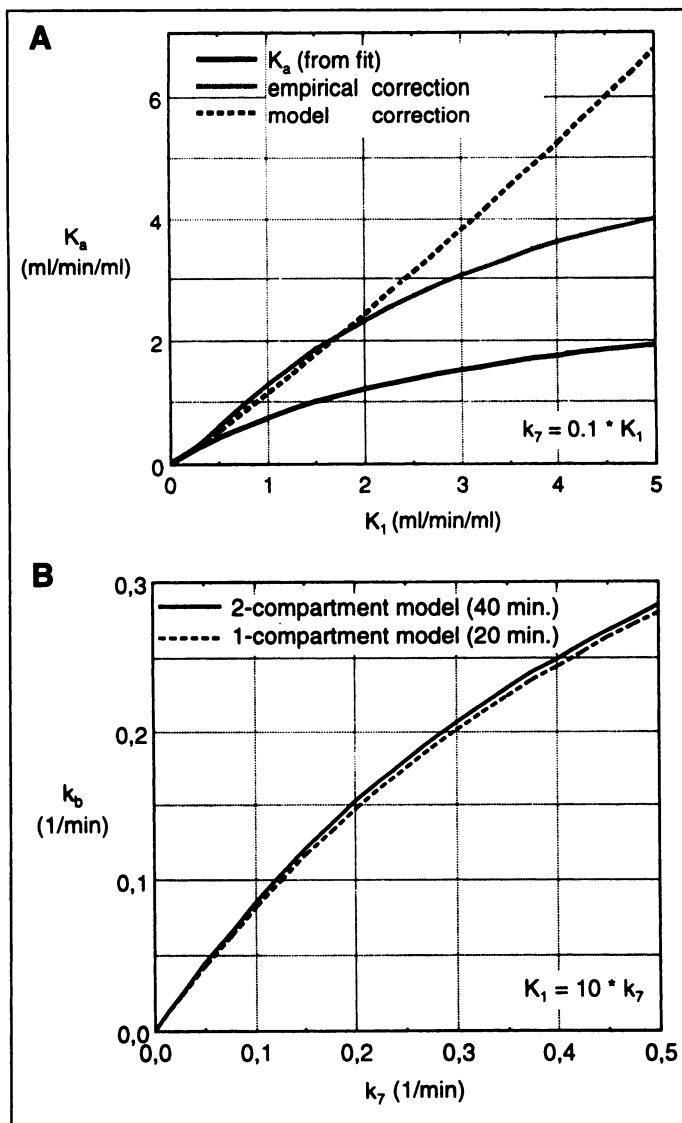 A
K_a (from fit)
empirical correction
model correction
6
4
2
0
K_a
(ml/min/ml)
k_7 = 0.1 * K_1
0 1 2 3 4 5
K_1 (ml/min/ml)
B
0,3
2-compartment model (40 min.)
1-compartment model (20 min.)
0,2
k_b
(1/min)
0,1
K_1 = 10 * k_7
0,0
0,0 0,1 0,2 0,3 0,4 0,5
k_7 (1/min)